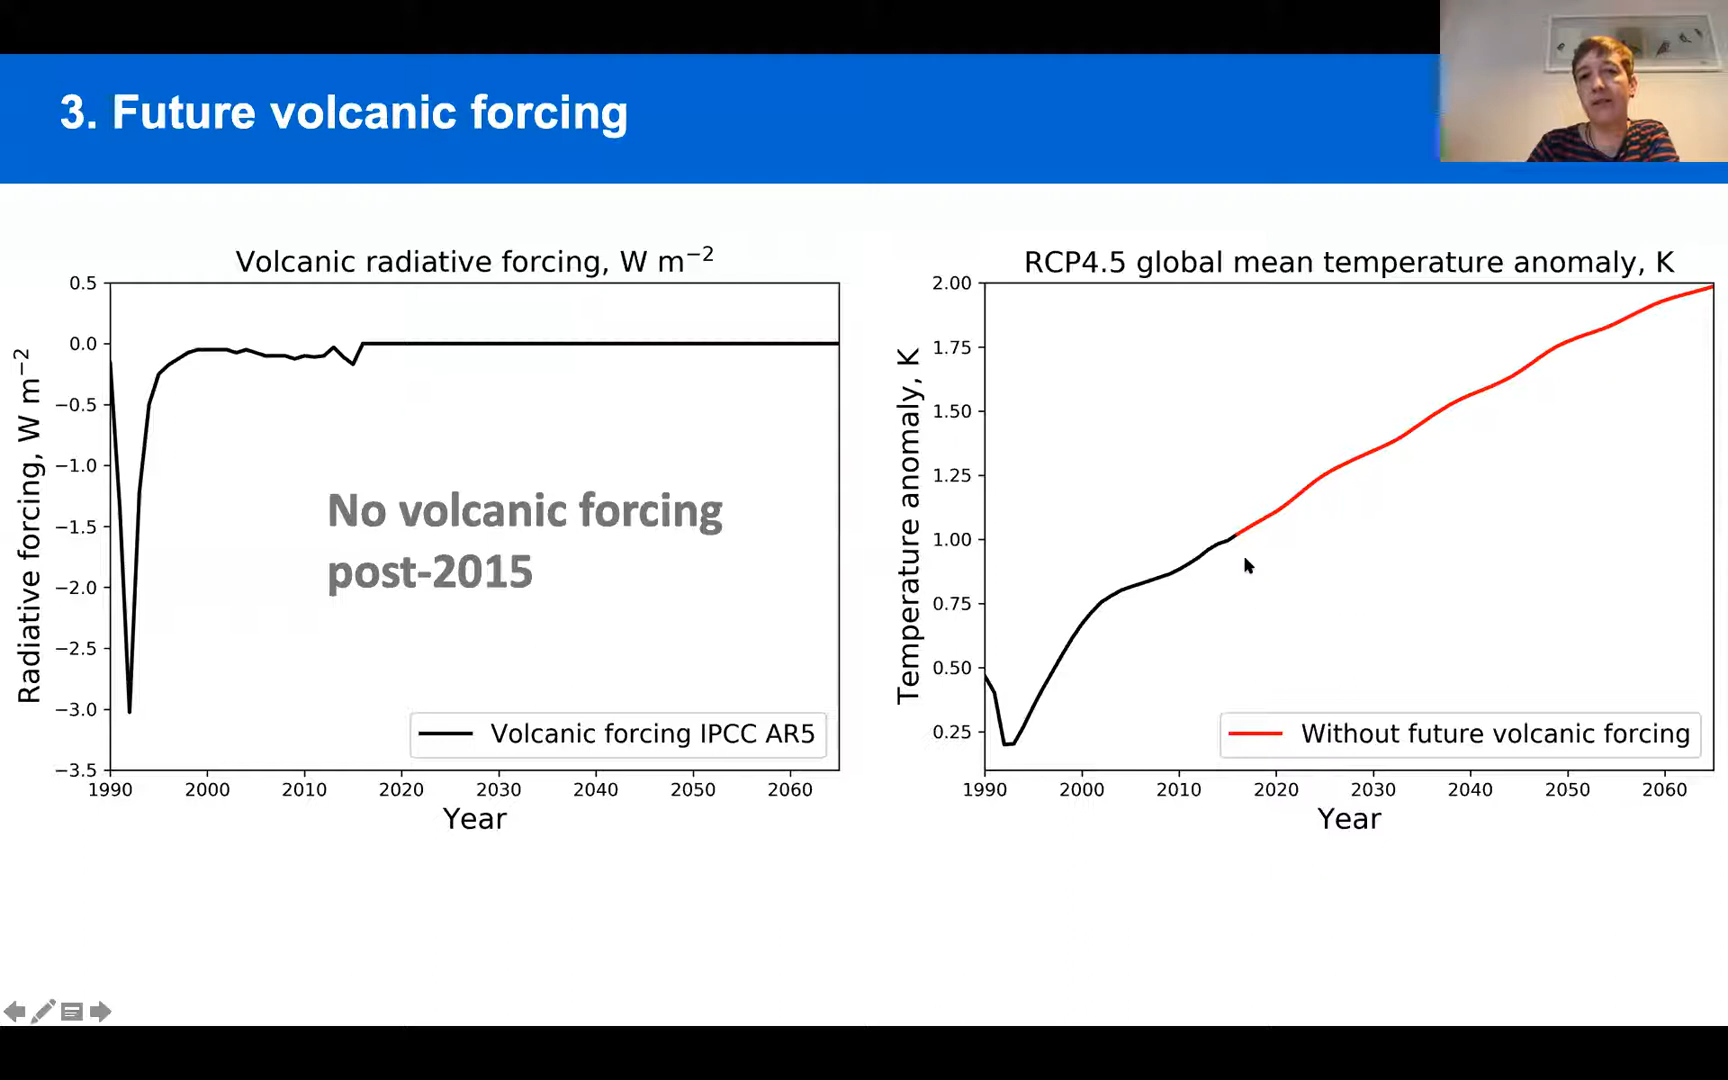 3. Future volcanic forcing
Volcanic radiative forcing, W m⁻²
0.5
0.0
−0.5
−1.0
−1.5
−2.0
−2.5
−3.0
−3.5
Radiative forcing, W m⁻²
No volcanic forcing
post-2015
Volcanic forcing IPCC AR5
1990 2000 2010 2020 2030 2040 2050 2060
Year
RCP4.5 global mean temperature anomaly, K
2.00
1.75
1.50
1.25
1.00
0.75
0.50
0.25
Temperature anomaly, K
Without future volcanic forcing
1990 2000 2010 2020 2030 2040 2050 2060
Year